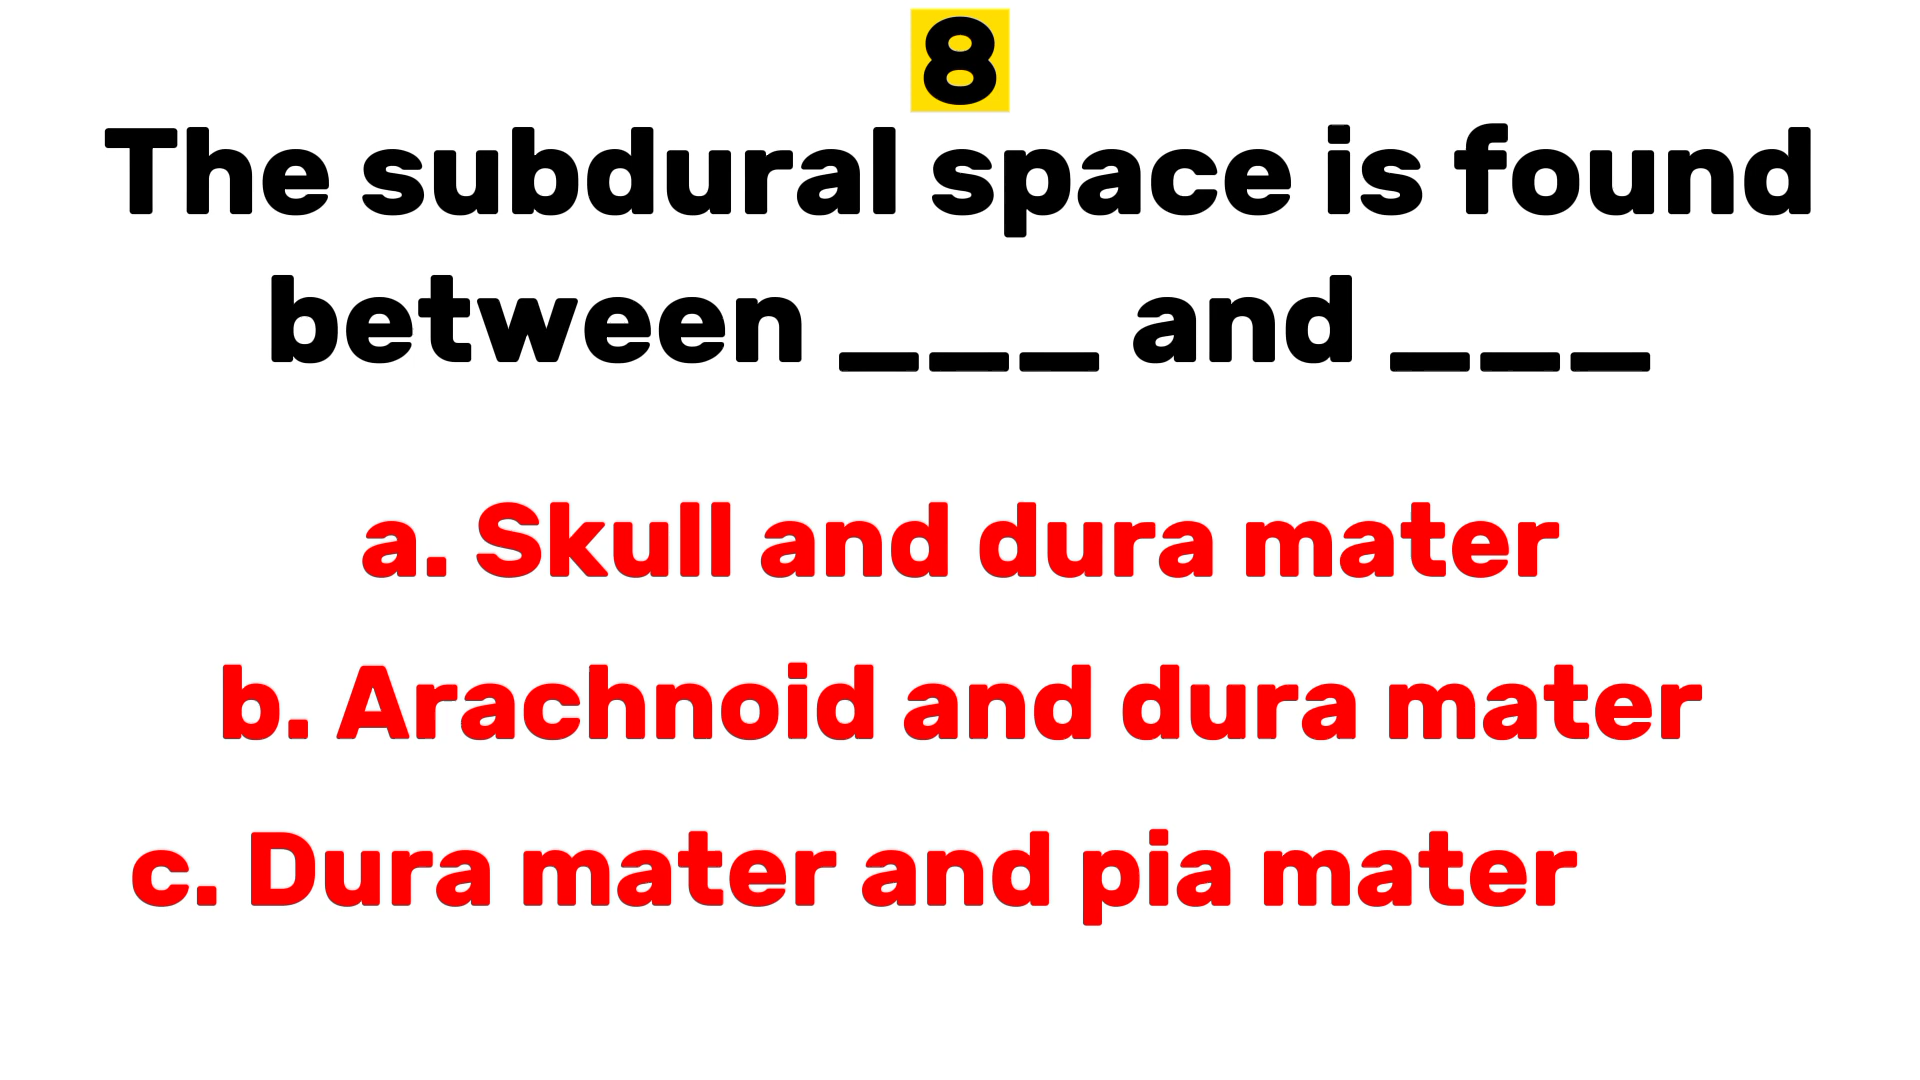 8
The subdural space is found
between ___ and ___
a. Skull and dura mater
b. Arachnoid and dura mater
c. Dura mater and pia mater